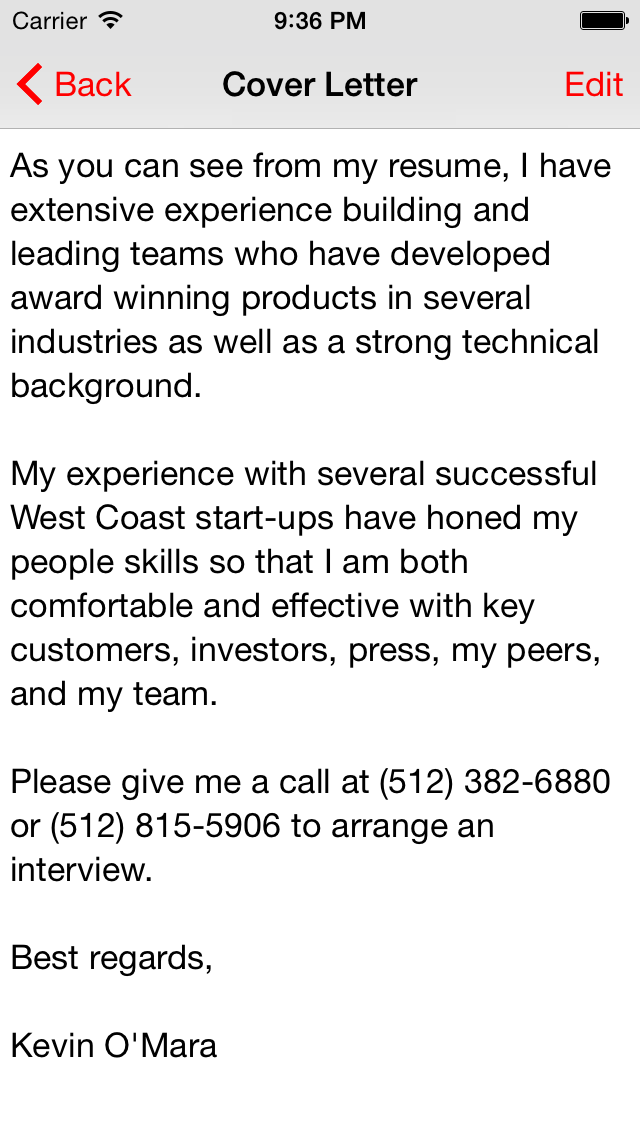 Carrier 9:36 PM
Back Cover Letter Edit
As you can see from my resume, I have
extensive experience building and
leading teams who have developed
award winning products in several
industries as well as a strong technical
background.
My experience with several successful
West Coast start-ups have honed my
people skills so that I am both
comfortable and effective with key
customers, investors, press, my peers,
and my team.
Please give me a call at (512) 382-6880
or (512) 815-5906 to arrange an
interview.
Best regards,
Kevin O'Mara